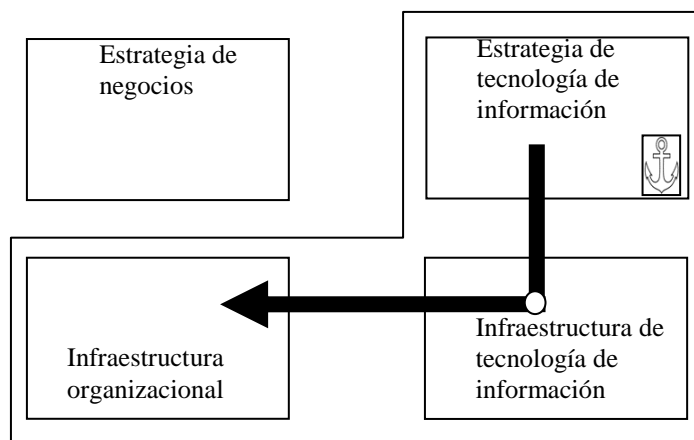 Estrategia de
negocios
Estrategia de
tecnología de
información
Infraestructura
organizacional
Infraestructura de
tecnología de
información